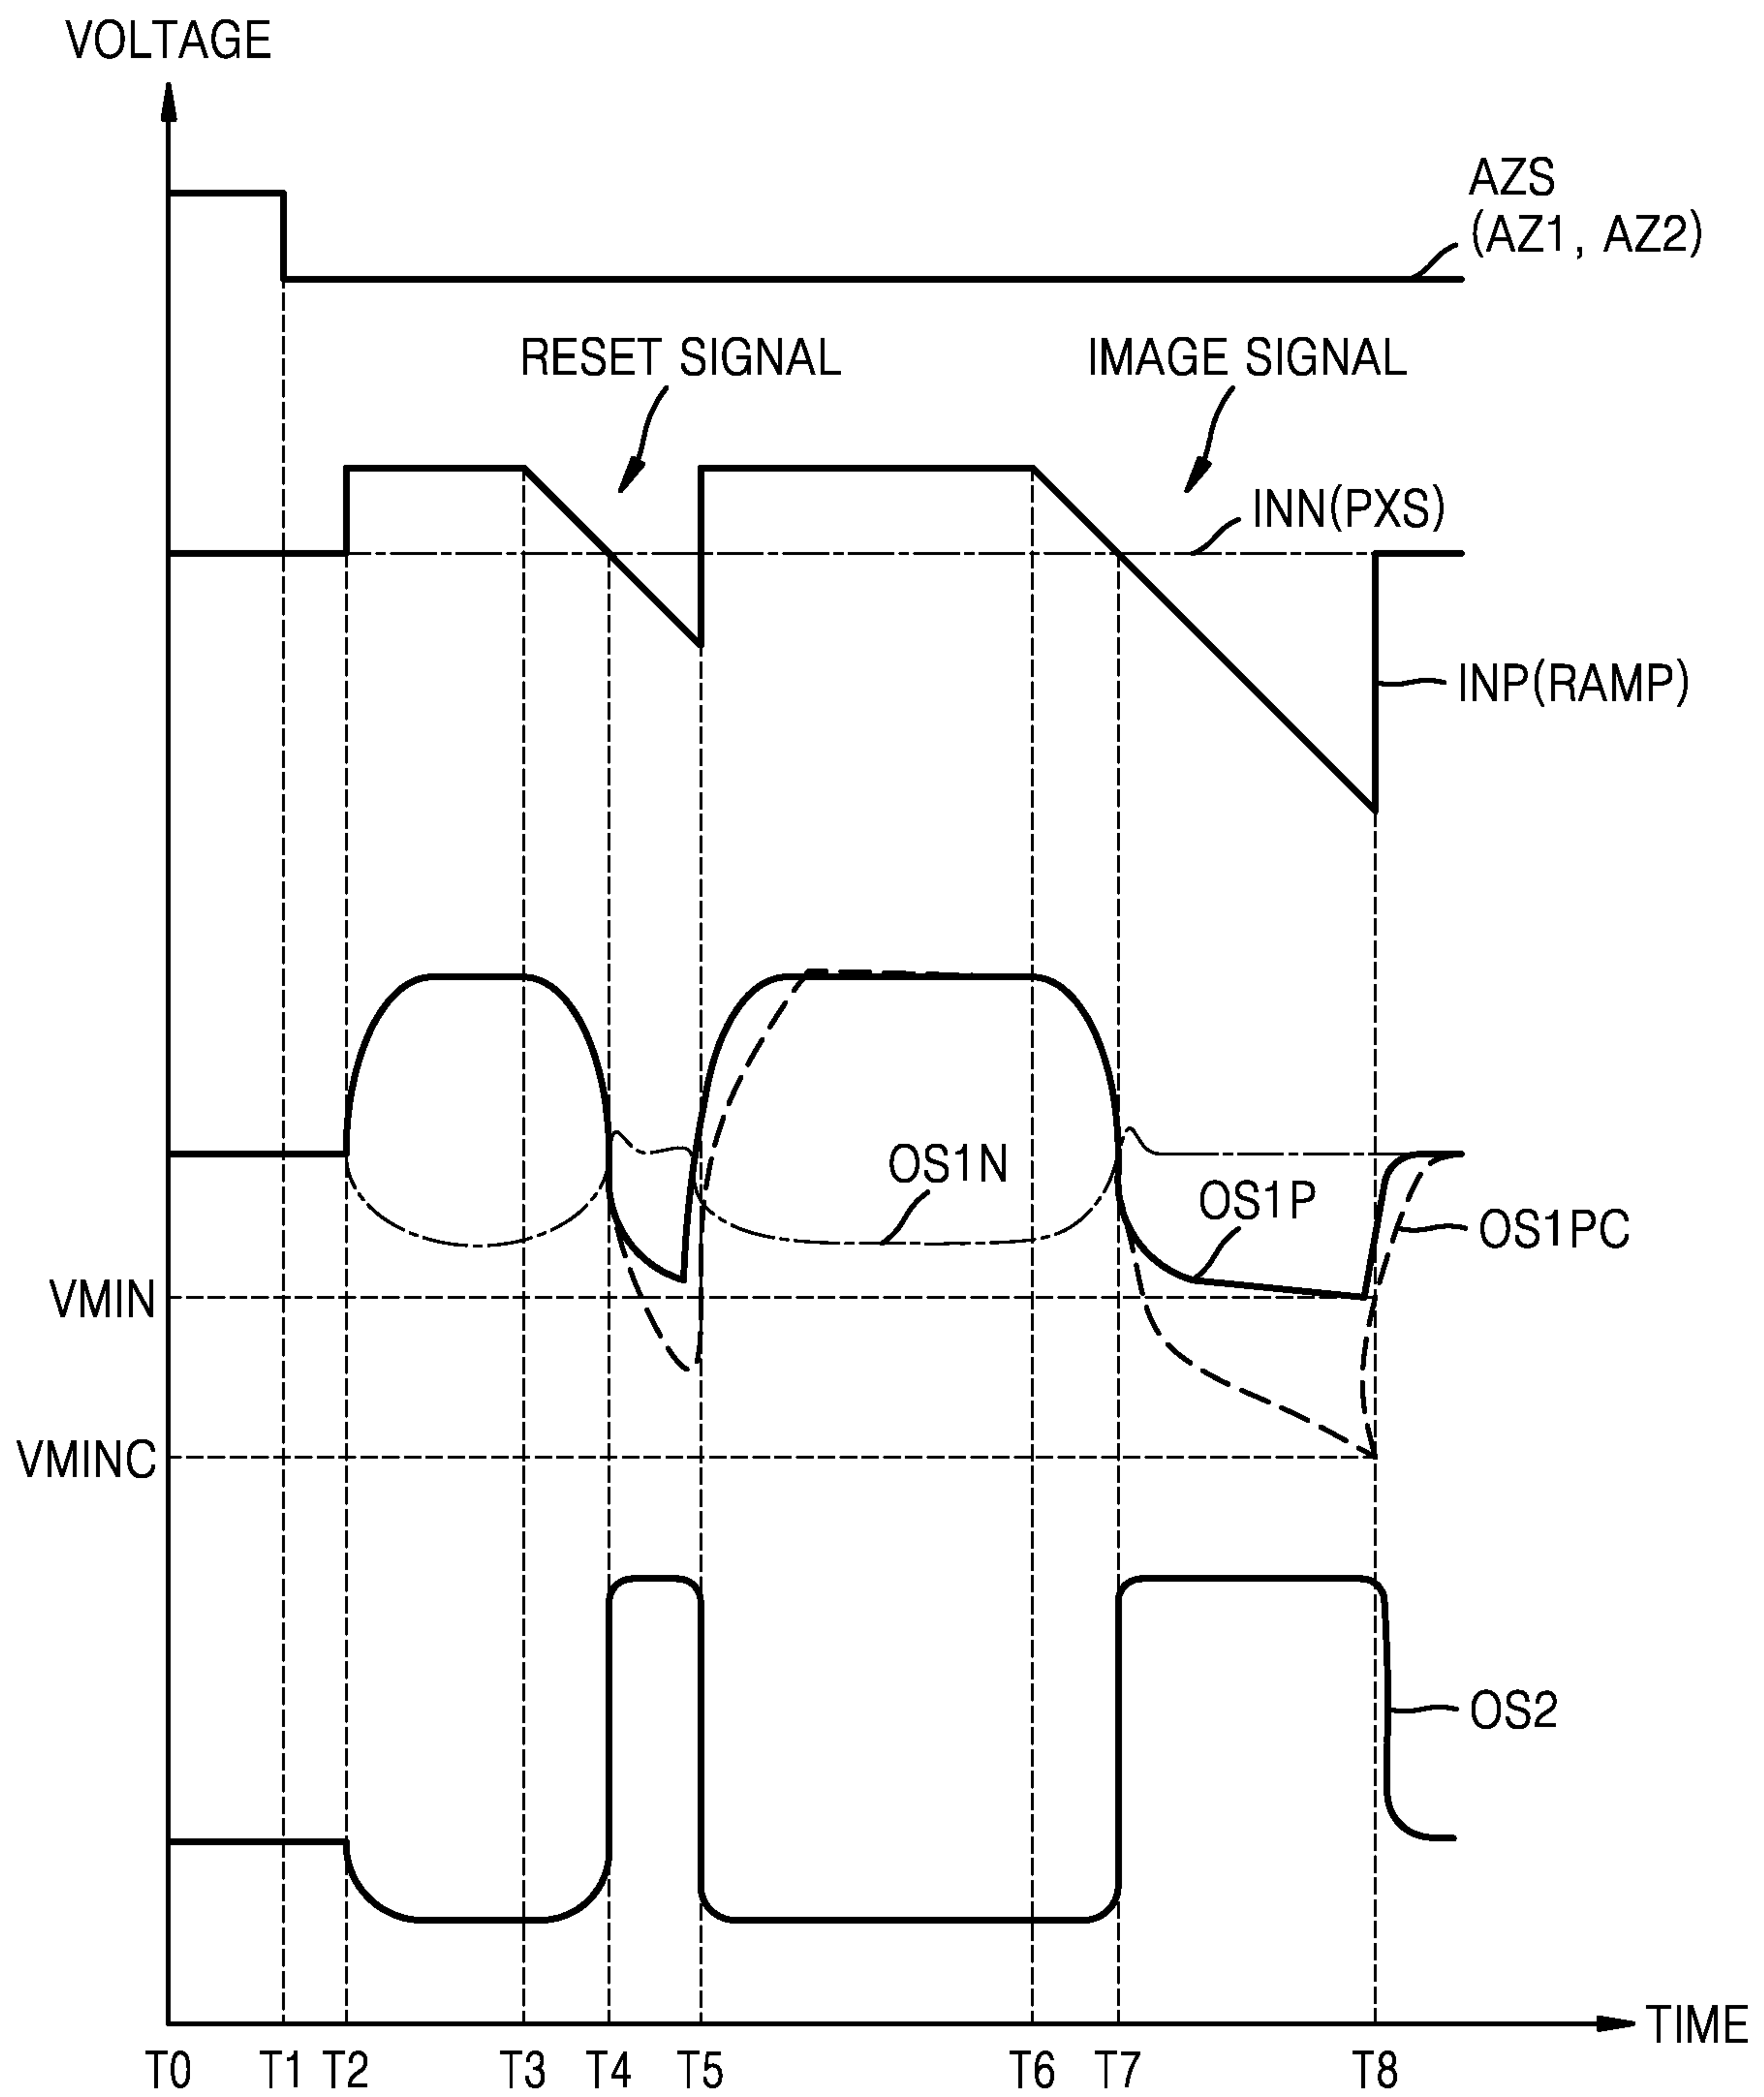 VOLTAGE
AZS
(AZ1, AZ2)
RESET SIGNAL
IMAGE SIGNAL
INN(PXS)
INP(RAMP)
OS1N
OS1P
OS1PC
VMIN
VMINC
OS2
TIME
T0 T1 T2 T3 T4 T5 T6 T7 T8